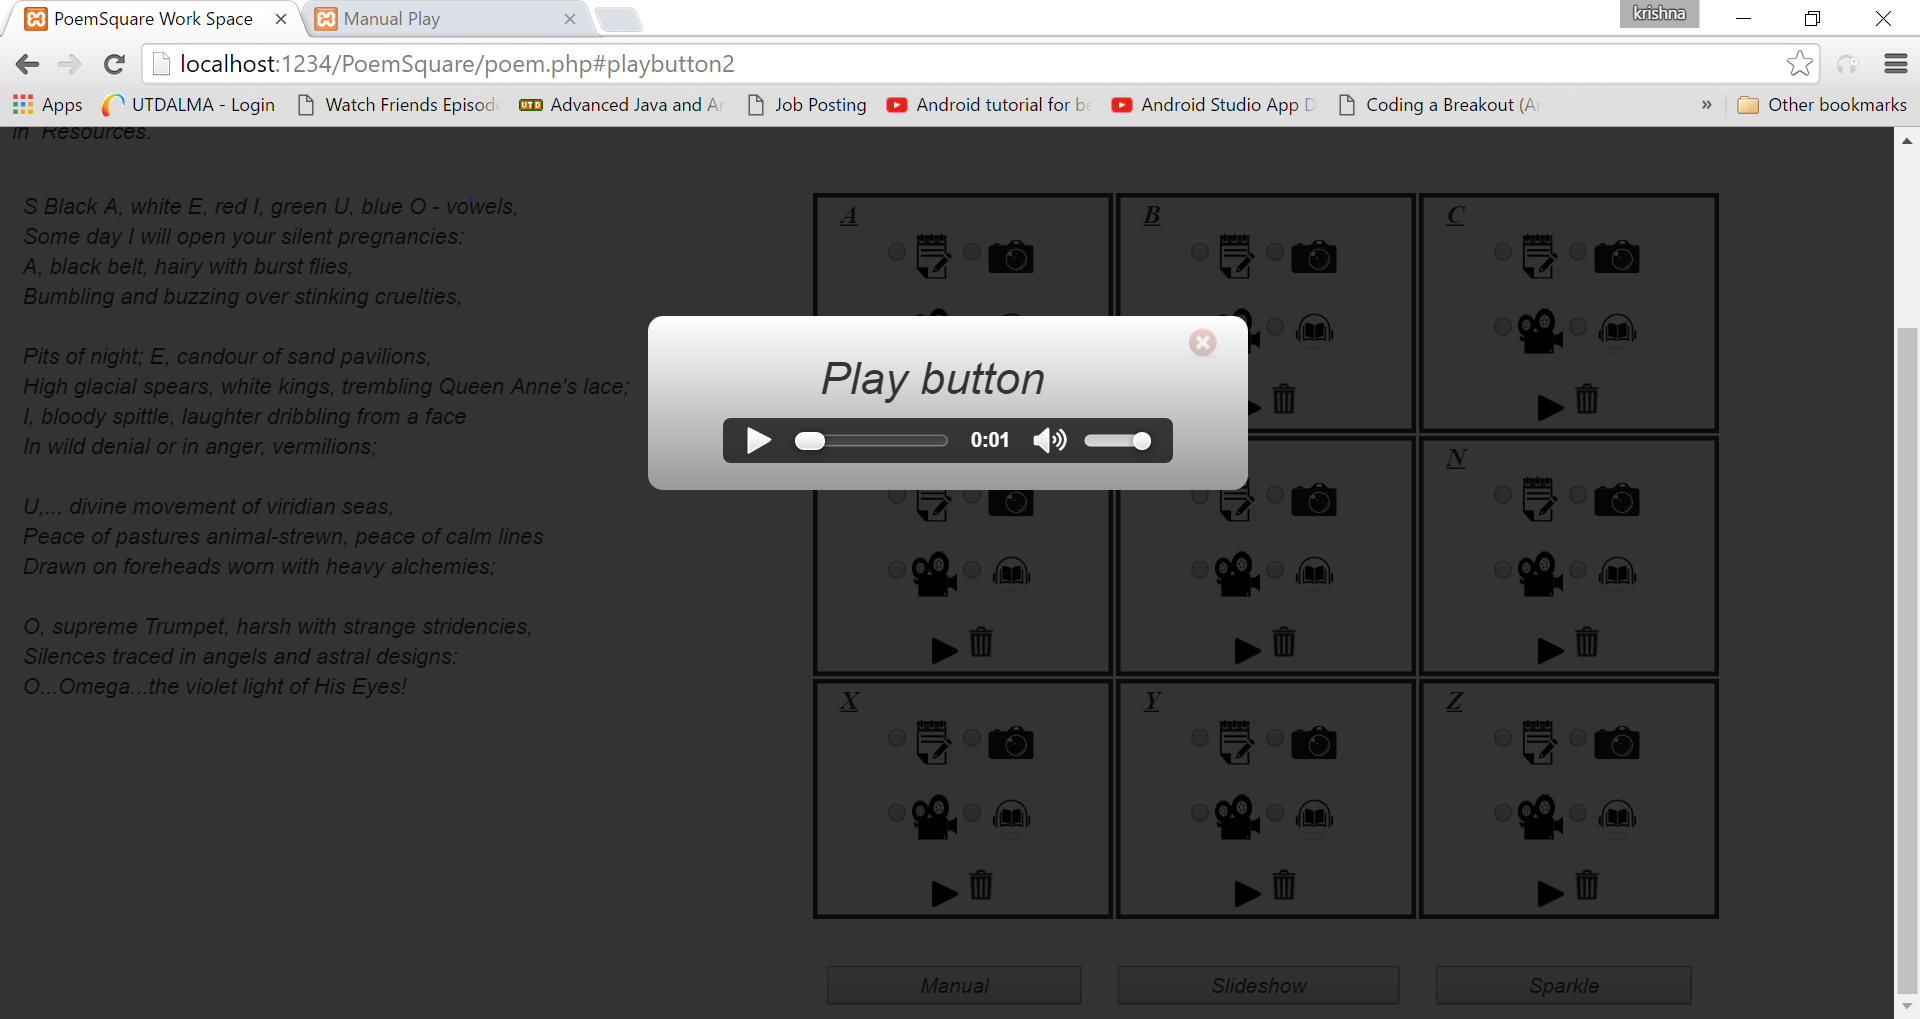 PoemSquare Work Space
Manual Play
krishna
localhost:1234/PoemSquare/poem.php#playbutton2
Apps
UTDALMA - Login
Watch Friends Episod
UTD
Advanced Java and Ar
Job Posting
Android tutorial for be
Android Studio App D
Coding a Breakout (Ar
»
Other bookmarks
in "Resources.
S Black A, white E, red I, green U, blue O - vowels,
Some day I will open your silent pregnancies:
A, black belt, hairy with burst flies,
Bumbling and buzzing over stinking cruelties,
Pits of night; E, candour of sand pavilions,
High glacial spears, white kings, trembling Queen Anne's lace;
I, bloody spittle, laughter dribbling from a face
In wild denial or in anger, vermilions;
U,... divine movement of viridian seas,
Peace of pastures animal-strewn, peace of calm lines
Drawn on foreheads worn with heavy alchemies;
O, supreme Trumpet, harsh with strange stridencies,
Silences traced in angels and astral designs:
O...Omega...the violet light of His Eyes!
A
B
C
Play button
0:01
N
X
Y
Z
Manual
Slideshow
Sparkle